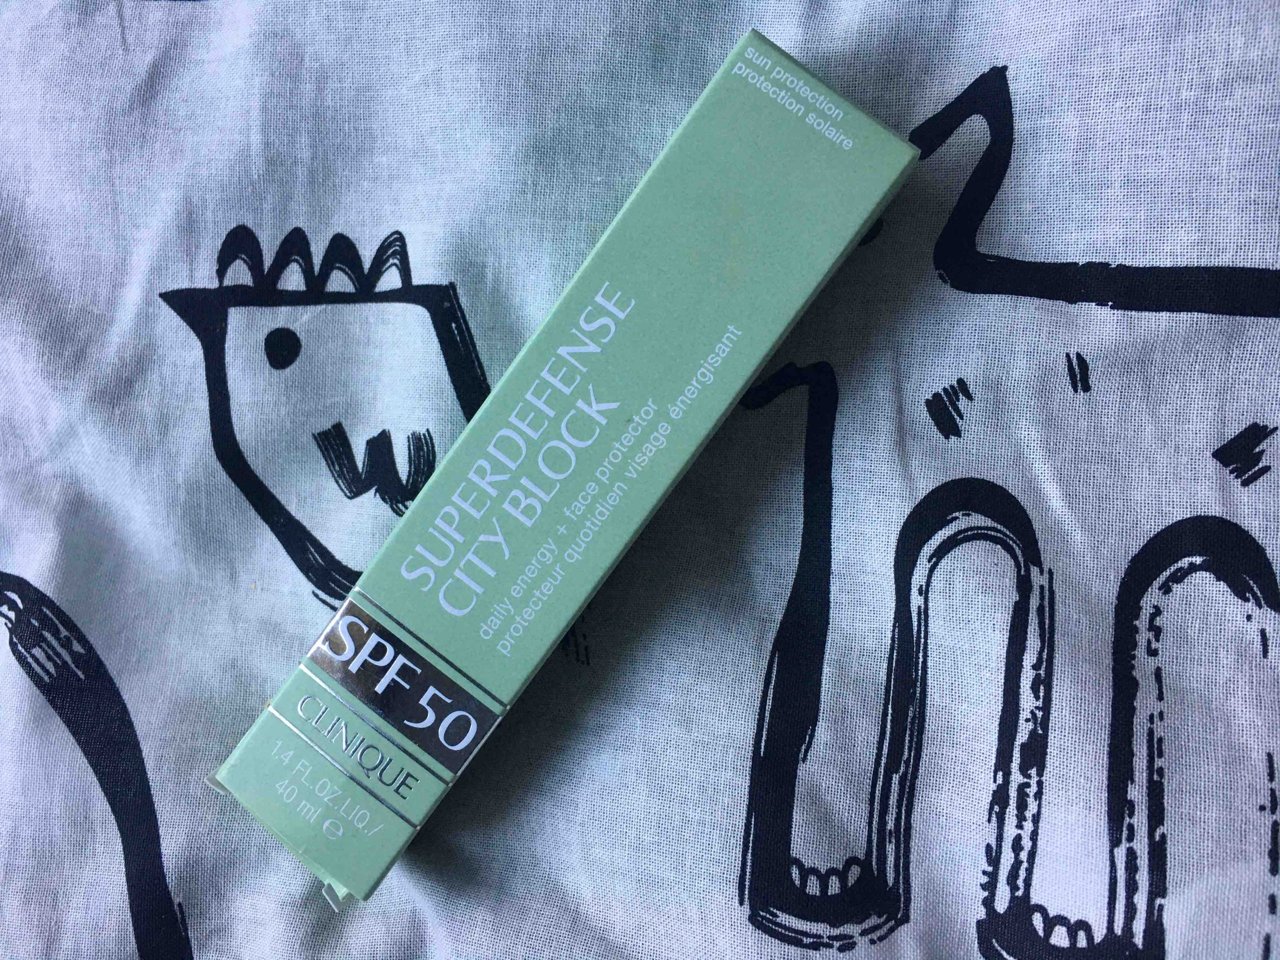 sun protection
protection solaire
SUPERDEFENSE
CITY BLOCK
daily energy + face protector
protecteur quotidien visage énergisant
SPF 50
CLINIQUE
1.4 FL.OZ.LIQ./
40 ml ℮